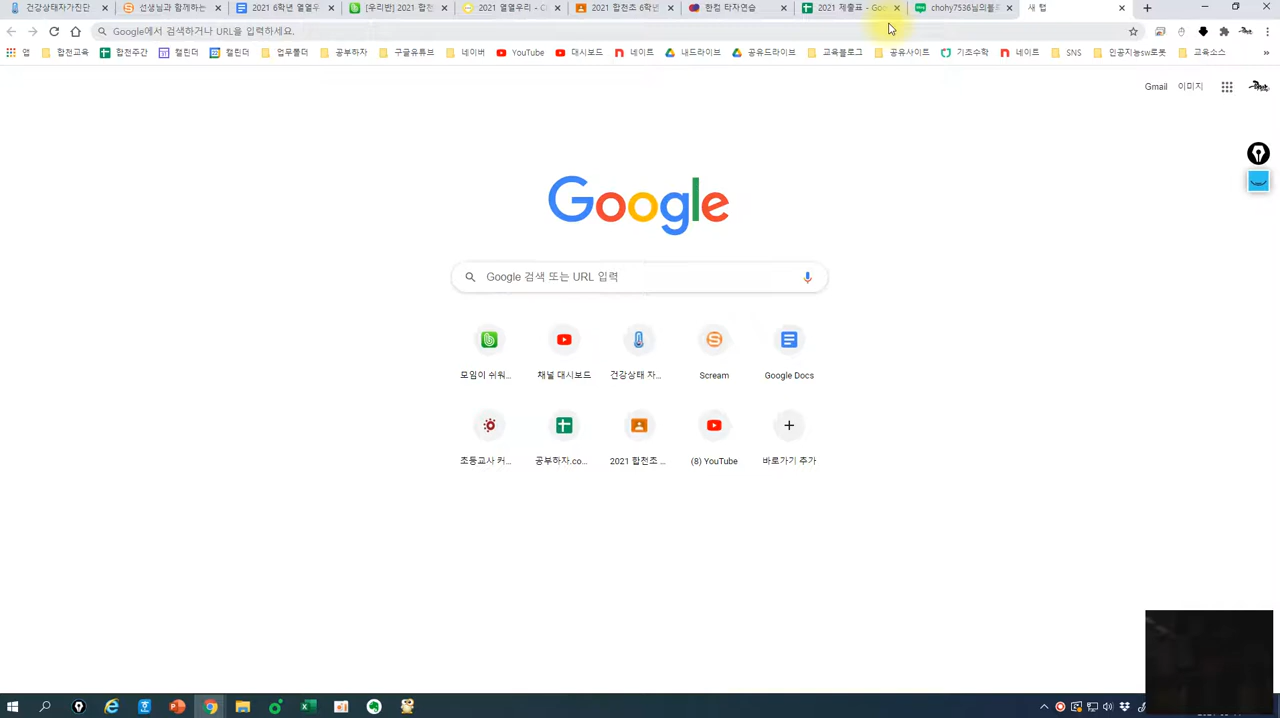 건강상태자가진단
선생님과 함께하는
2021 6학년 열열우
[우리반] 2021 합천
2021 열열우리 - C
2021 합천초 6학년
한컴 타자연습
2021 제출표 - Goo
chohy7536님의블
새 탭
Google에서 검색하거나 URL을 입력하세요.
앱 합천교육 합천주간 캘린더 캘린더 업무폴더 공부하자 구글유튜브 네이버 YouTube 대시보드 네이트 내드라이브 공유드라이브 교육블로그 공유사이트 기초수학 네이트 SNS 인공지능sw로봇 교육소스 »
Gmail 이미지
Google
Google 검색 또는 URL 입력
모임이 쉬워... 채널 대시보드 건강상태 자... Scream Google Docs
초등교사 커... 공부하자.co... 2021 합천초 ... (8) YouTube 바로가기 추가